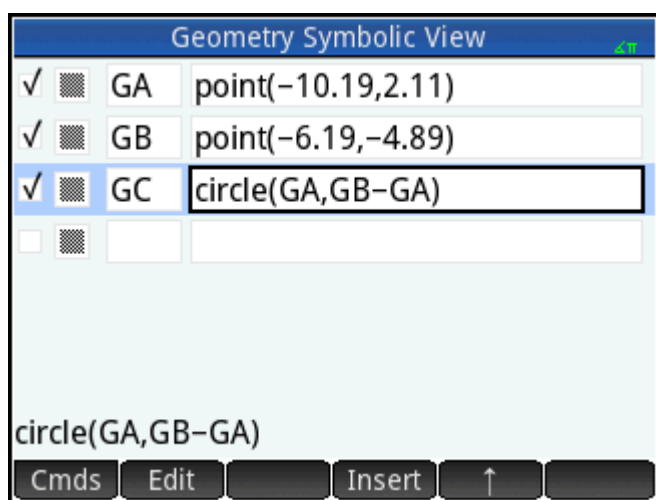 Geometry Symbolic View
∡π
√ GA point(−10.19,2.11)
√ GB point(−6.19,−4.89)
√ GC circle(GA,GB−GA)
circle(GA,GB−GA)
Cmds Edit Insert ↑